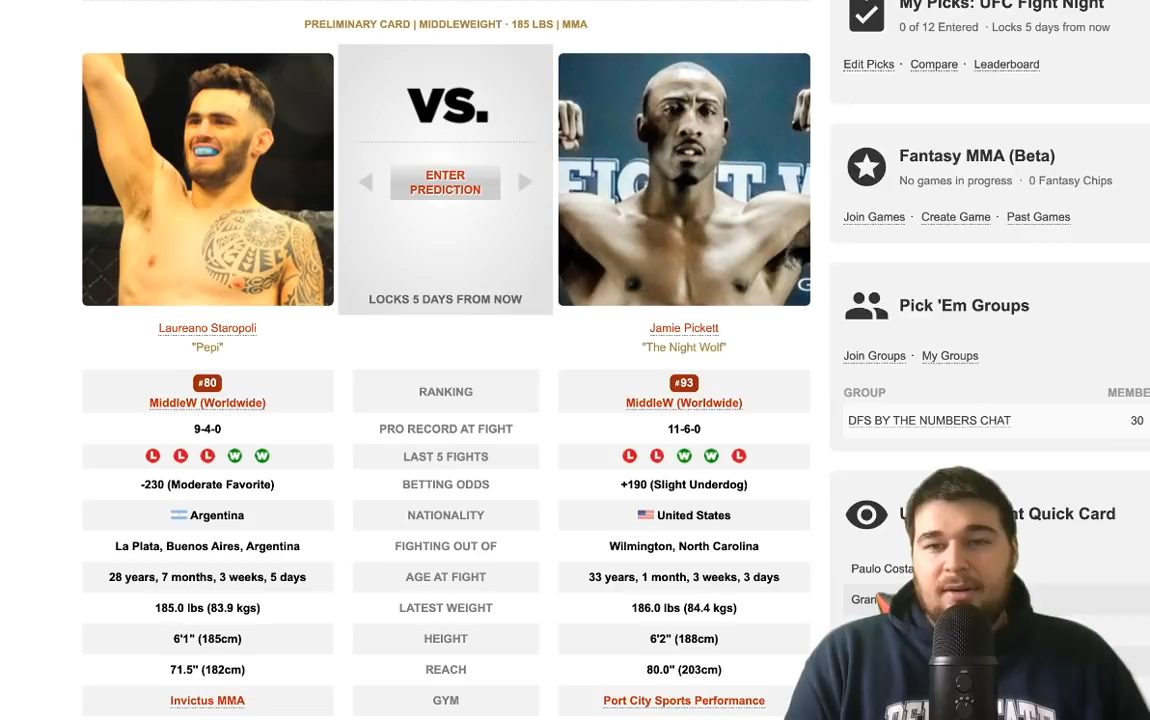 PRELIMINARY CARD | MIDDLEWEIGHT · 185 LBS | MMA
VS.
ENTER
PREDICTION
LOCKS 5 DAYS FROM NOW
Laureano Staropoli
"Pepi"
Jamie Pickett
"The Night Wolf"
#80
MiddleW (Worldwide)
RANKING
#93
MiddleW (Worldwide)
9-4-0 PRO RECORD AT FIGHT 11-6-0
L L L W W LAST 5 FIGHTS L L W W L
-230 (Moderate Favorite) BETTING ODDS +190 (Slight Underdog)
Argentina NATIONALITY United States
La Plata, Buenos Aires, Argentina FIGHTING OUT OF Wilmington, North Carolina
28 years, 7 months, 3 weeks, 5 days AGE AT FIGHT 33 years, 1 month, 3 weeks, 3 days
185.0 lbs (83.9 kgs) LATEST WEIGHT 186.0 lbs (84.4 kgs)
6'1" (185cm) HEIGHT 6'2" (188cm)
71.5" (182cm) REACH 80.0" (203cm)
Invictus MMA GYM Port City Sports Performance
My Picks: UFC Fight Night
0 of 12 Entered · Locks 5 days from now
Edit Picks · Compare · Leaderboard
Fantasy MMA (Beta)
No games in progress · 0 Fantasy Chips
Join Games · Create Game · Past Games
Pick 'Em Groups
Join Groups · My Groups
GROUP MEMBE
DFS BY THE NUMBERS CHAT 30
U nt Quick Card
Paulo Costa
Gran